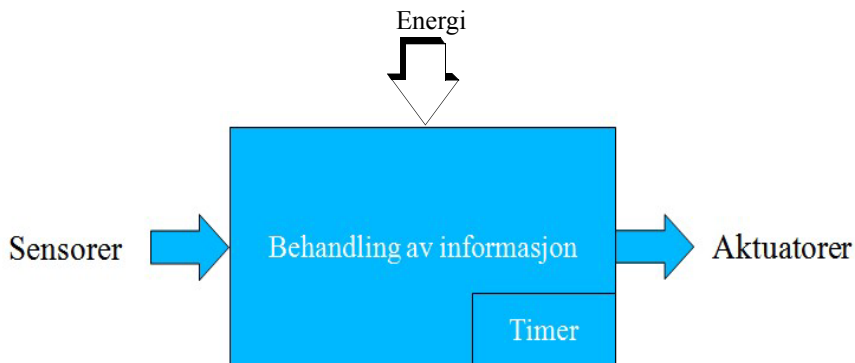 Energi
Sensorer
Behandling av informasjon
Aktuatorer
Timer